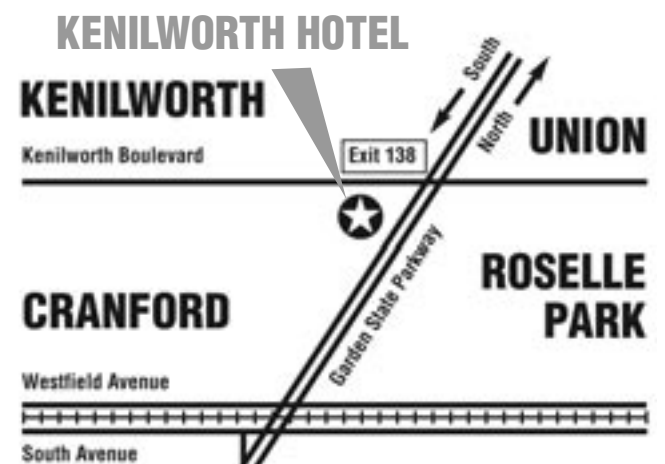 KENILWORTH HOTEL
South
KENILWORTH
North
UNION
Kenilworth Boulevard
Exit 138
ROSELLE
PARK
CRANFORD
Garden State Parkway
Westfield Avenue
South Avenue